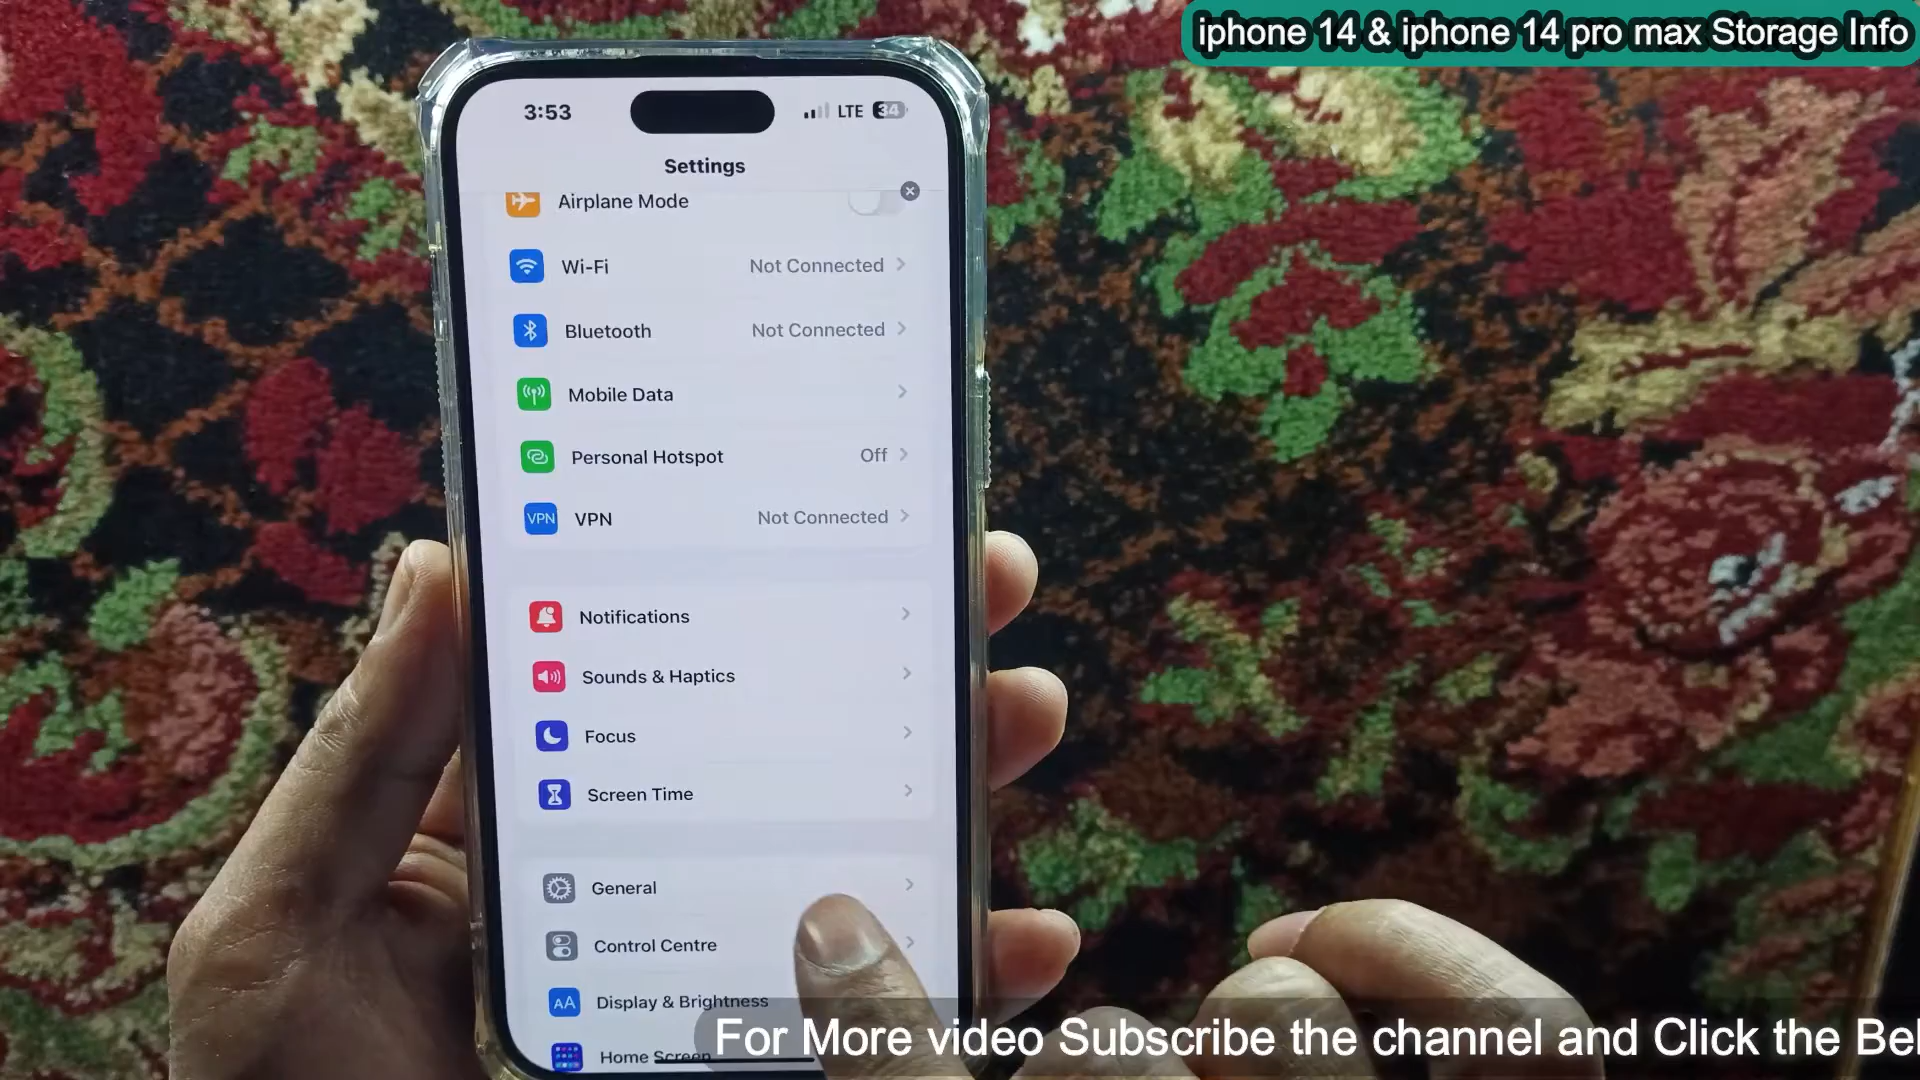 iphone 14 & iphone 14 pro max Storage Info
3:53 LTE 34
Settings
Airplane Mode
Wi-Fi Not Connected
Bluetooth Not Connected
Mobile Data
Personal Hotspot Off
VPN VPN Not Connected
Notifications
Sounds & Haptics
Focus
Screen Time
General
Control Centre
AA Display & Brightness
Home Screen
For More video Subscribe the channel and Click the Bel